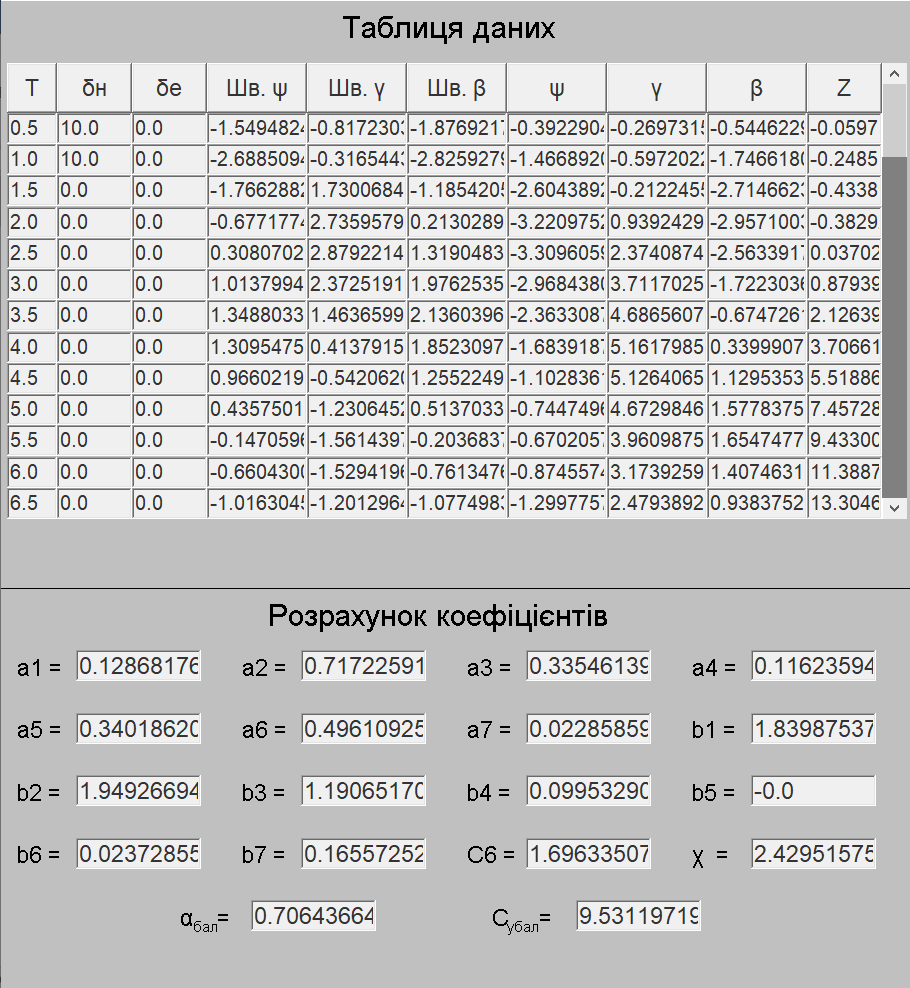 Таблиця даних
T δн δe Шв. ψ Шв. γ Шв. β ψ γ β Z
0.5 10.0 0.0 -1.5494824 -0.8172303 -1.8769217 -0.3922904 -0.2697315 -0.5446229 -0.0597
1.0 10.0 0.0 -2.6885094 -0.3165443 -2.8259279 -1.4668920 -0.5972022 -1.7466180 -0.2485
1.5 0.0 0.0 -1.7662882 1.7300684 -1.1854205 -2.6043892 -0.2122455 -2.7146623 -0.4338
2.0 0.0 0.0 -0.6771774 2.7359579 0.2130289 -3.2209752 0.9392429 -2.9571003 -0.3829
2.5 0.0 0.0 0.3080702 2.8792214 1.3190483 -3.3096059 2.3740874 -2.5633917 0.03702
3.0 0.0 0.0 1.0137994 2.3725191 1.9762535 -2.9684380 3.7117025 -1.7223036 0.87939
3.5 0.0 0.0 1.3488033 1.4636599 2.1360396 -2.3633087 4.6865607 -0.6747261 2.12639
4.0 0.0 0.0 1.3095475 0.4137915 1.8523097 -1.6839187 5.1617985 0.3399907 3.70661
4.5 0.0 0.0 0.9660219 -0.5420620 1.2552249 -1.1028361 5.1264065 1.1295353 5.51886
5.0 0.0 0.0 0.4357501 -1.2306452 0.5137033 -0.7447496 4.6729846 1.5778375 7.45728
5.5 0.0 0.0 -0.1470596 -1.5614397 -0.2036837 -0.6702057 3.9609875 1.6547477 9.43300
6.0 0.0 0.0 -0.6604300 -1.5294196 -0.7613476 -0.8745574 3.1739259 1.4074631 11.3887
6.5 0.0 0.0 -1.0163045 -1.2012964 -1.0774983 -1.2997757 2.4793892 0.9383752 13.3046
Розрахунок коефіцієнтів
a1 = 0.12868176 a2 = 0.71722591 a3 = 0.33546139 a4 = 0.11623594
a5 = 0.34018620 a6 = 0.49610925 a7 = 0.02285859 b1 = 1.83987537
b2 = 1.94926694 b3 = 1.19065170 b4 = 0.09953290 b5 = -0.0
b6 = 0.02372855 b7 = 0.16557252 C6 = 1.69633507 χ = 2.42951575
αбал= 0.70643664 Cубал= 9.53119719